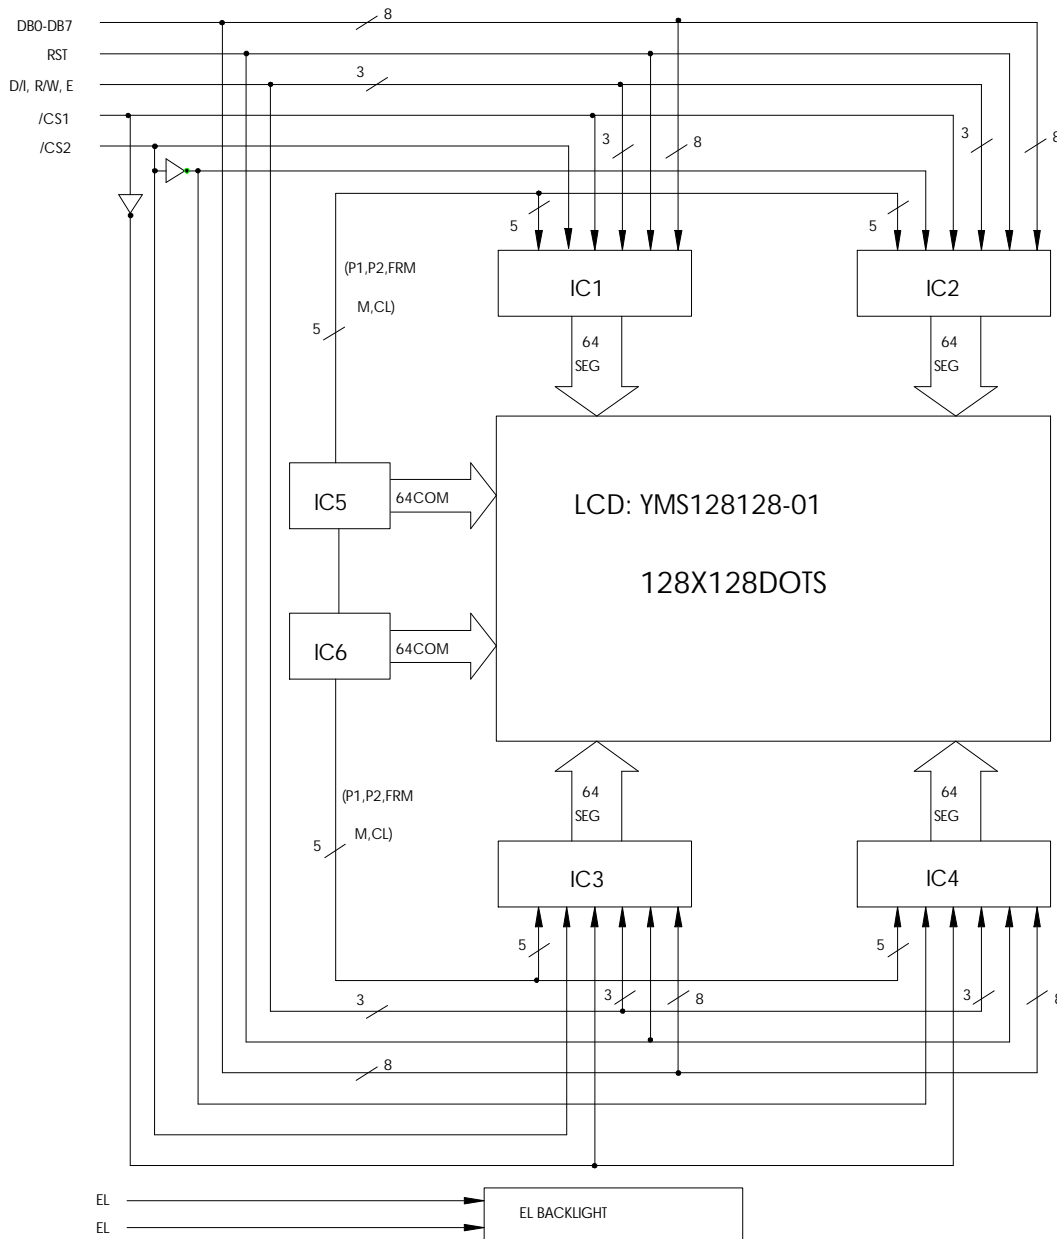 DB0-DB7
8
RST
D/I, R/W, E
3
/CS1
/CS2
3
8
3
8
5
5
(P1,P2,FRM
M,CL)
5
IC1
IC2
64
SEG
64
SEG
IC5
64COM
LCD: YMS128128-01
128X128DOTS
IC6
64COM
(P1,P2,FRM
M,CL)
5
64
SEG
64
SEG
IC3
IC4
5
5
3
3
8
3
8
8
EL
EL
EL BACKLIGHT